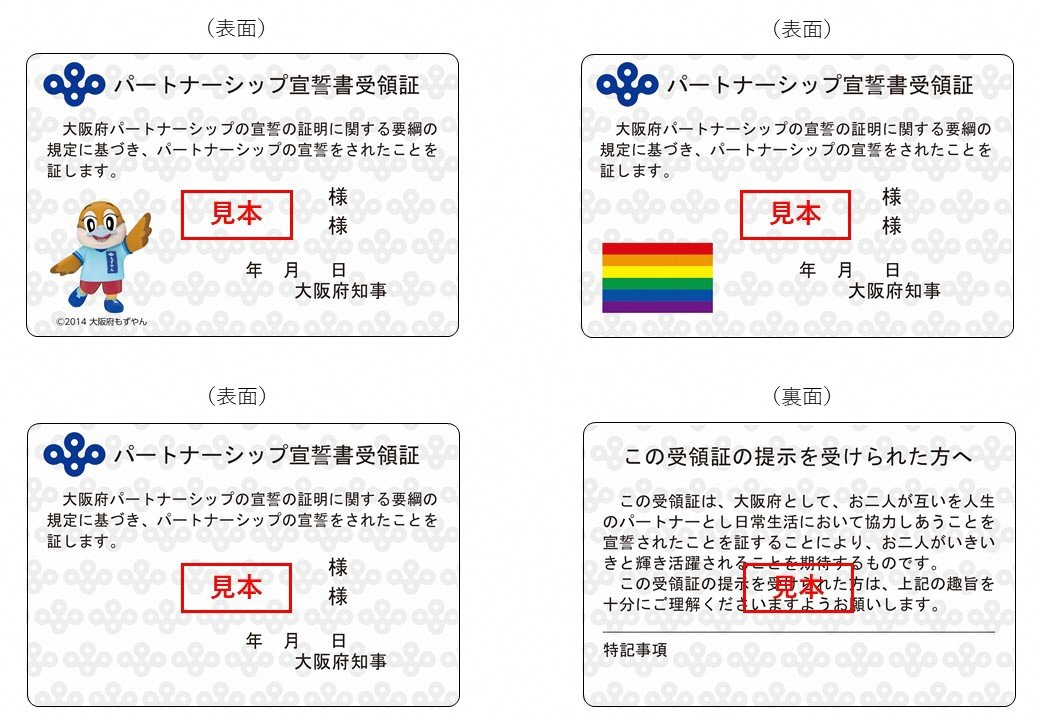 （表面）
パートナーシップ宣誓書受領証
大阪府パートナーシップの宣誓の証明に関する要綱の
規定に基づき、パートナーシップの宣誓をされたことを
証します。
見本
様
様
年 月 日
大阪府知事
©2014 大阪府もずやん
（表面）
パートナーシップ宣誓書受領証
大阪府パートナーシップの宣誓の証明に関する要綱の
規定に基づき、パートナーシップの宣誓をされたことを
証します。
見本
様
様
年 月 日
大阪府知事
（表面）
パートナーシップ宣誓書受領証
大阪府パートナーシップの宣誓の証明に関する要綱の
規定に基づき、パートナーシップの宣誓をされたことを
証します。
見本
様
様
年 月 日
大阪府知事
（裏面）
この受領証の提示を受けられた方へ
この受領証は、大阪府として、お二人が互いを人生
のパートナーとし日常生活において協力しあうことを
宣誓されたことを証することにより、お二人がいきい
きと輝き活躍されることを期待するものです。
この受領証の提示を受けられた方は、上記の趣旨を
十分にご理解くださいますようお願いします。
見本
特記事項